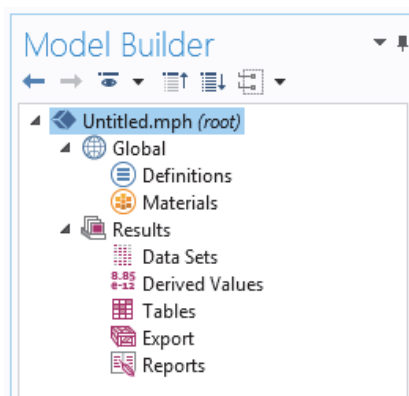 Model Builder
Untitled.mph (root)
Global
Definitions
Materials
Results
Data Sets
8.85
e-12
Derived Values
Tables
Export
Reports